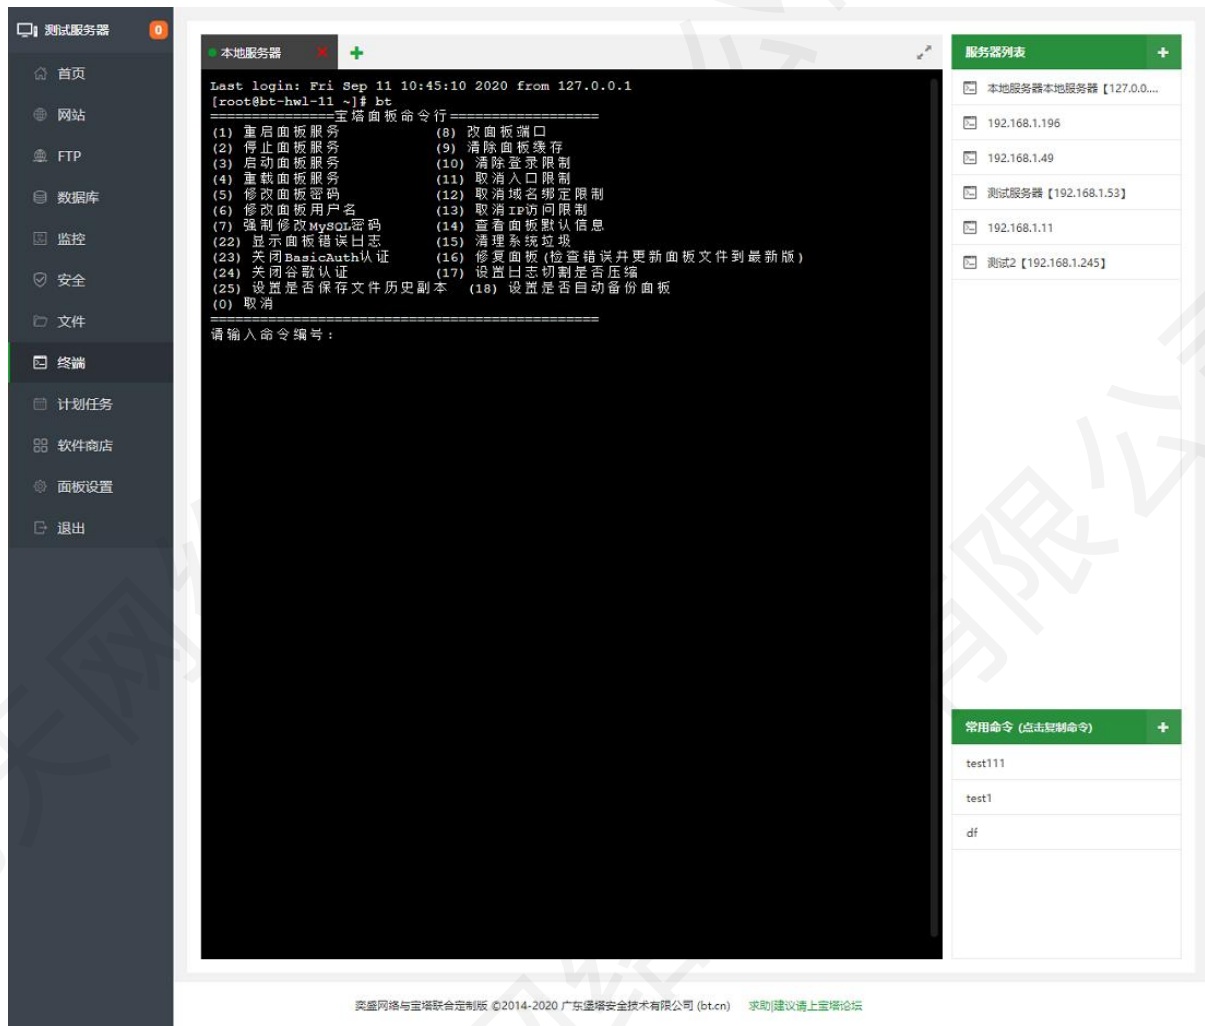 测试服务器 0
首页
网站
FTP
数据库
监控
安全
文件
终端
计划任务
软件商店
面板设置
退出
本地服务器
Last login: Fri Sep 11 10:45:10 2020 from 127.0.0.1
[root@bt-hwl-11 ~]# bt
===============宝塔面板命令行==================
(1) 重启面板服务 (8) 改面板端口
(2) 停止面板服务 (9) 清除面板缓存
(3) 启动面板服务 (10) 清除登录限制
(4) 重载面板服务 (11) 取消入口限制
(5) 修改面板密码 (12) 取消域名绑定限制
(6) 修改面板用户名 (13) 取消IP访问限制
(7) 强制修改MySQL密码 (14) 查看面板默认信息
(22) 显示面板错误日志 (15) 清理系统垃圾
(23) 关闭BasicAuth认证 (16) 修复面板(检查错误并更新面板文件到最新版)
(24) 关闭谷歌认证 (17) 设置日志切割是否压缩
(25) 设置是否保存文件历史副本 (18) 设置是否自动备份面板
(0) 取消
===============================================
请输入命令编号:
服务器列表
本地服务器本地服务器【127.0.0....
192.168.1.196
192.168.1.49
测试服务器【192.168.1.53】
192.168.1.11
测试2【192.168.1.245】
常用命令 (点击复制命令)
test111
test1
df
奕盛网络与宝塔联合定制版 ©2014-2020 广东堡塔安全技术有限公司 (bt.cn) 求助|建议请上宝塔论坛